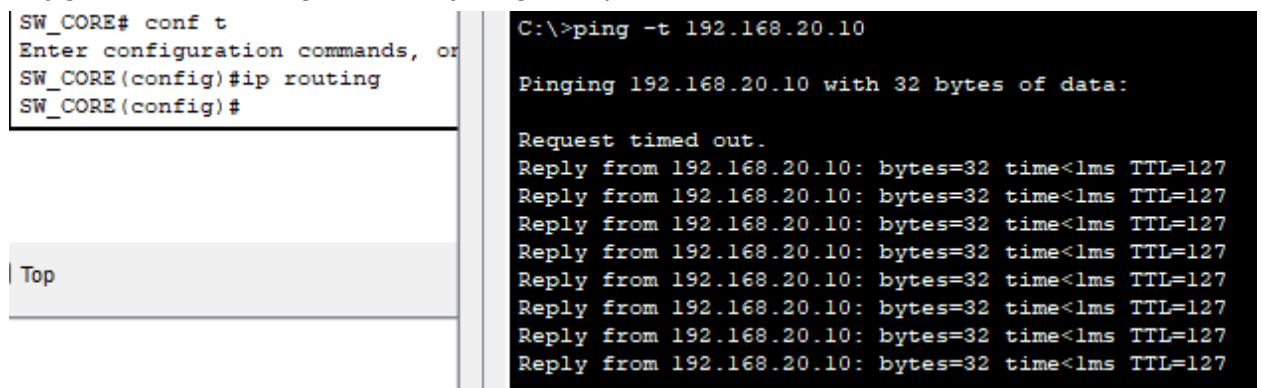 SW_CORE# conf t
Enter configuration commands, or
SW_CORE(config)#ip routing
SW_CORE(config)#
Top
C:\>ping -t 192.168.20.10
Pinging 192.168.20.10 with 32 bytes of data:
Request timed out.
Reply from 192.168.20.10: bytes=32 time<1ms TTL=127
Reply from 192.168.20.10: bytes=32 time<1ms TTL=127
Reply from 192.168.20.10: bytes=32 time<1ms TTL=127
Reply from 192.168.20.10: bytes=32 time<1ms TTL=127
Reply from 192.168.20.10: bytes=32 time<1ms TTL=127
Reply from 192.168.20.10: bytes=32 time<1ms TTL=127
Reply from 192.168.20.10: bytes=32 time<1ms TTL=127
Reply from 192.168.20.10: bytes=32 time<1ms TTL=127